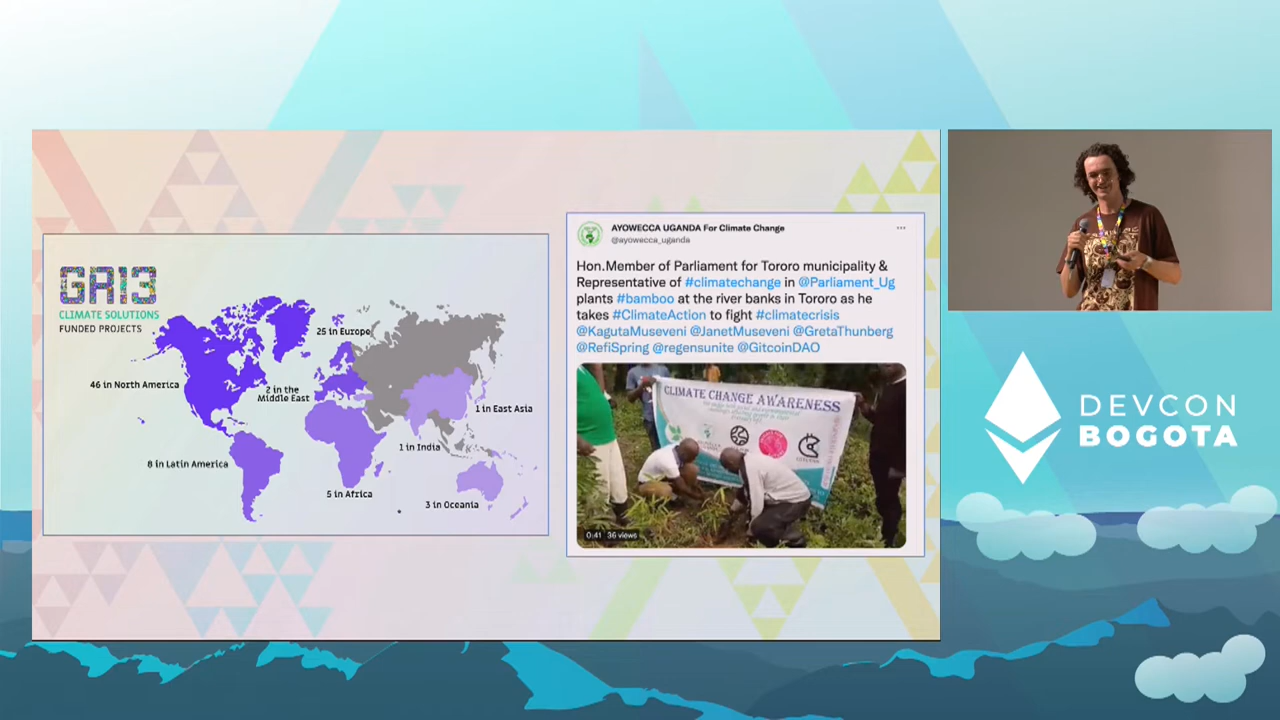 GR13
CLIMATE SOLUTIONS
FUNDED PROJECTS
25 in Europe
46 in North America
2 in the
Middle East
1 in East Asia
1 in India
8 in Latin America
5 in Africa
3 in Oceania
AYOWECCA UGANDA For Climate Change
@ayowecca_uganda
Hon.Member of Parliament for Tororo municipality &
Representative of #climatechange in @Parliament_Ug
plants #bamboo at the river banks in Tororo as he
takes #ClimateAction to fight #climatecrisis
@KagutaMuseveni @JanetMuseveni @GretaThunberg
@RefiSpring @regensunite @GitcoinDAO
CLIMATE CHANGE AWARENESS
0:41 36 views
DEVCON
BOGOTA